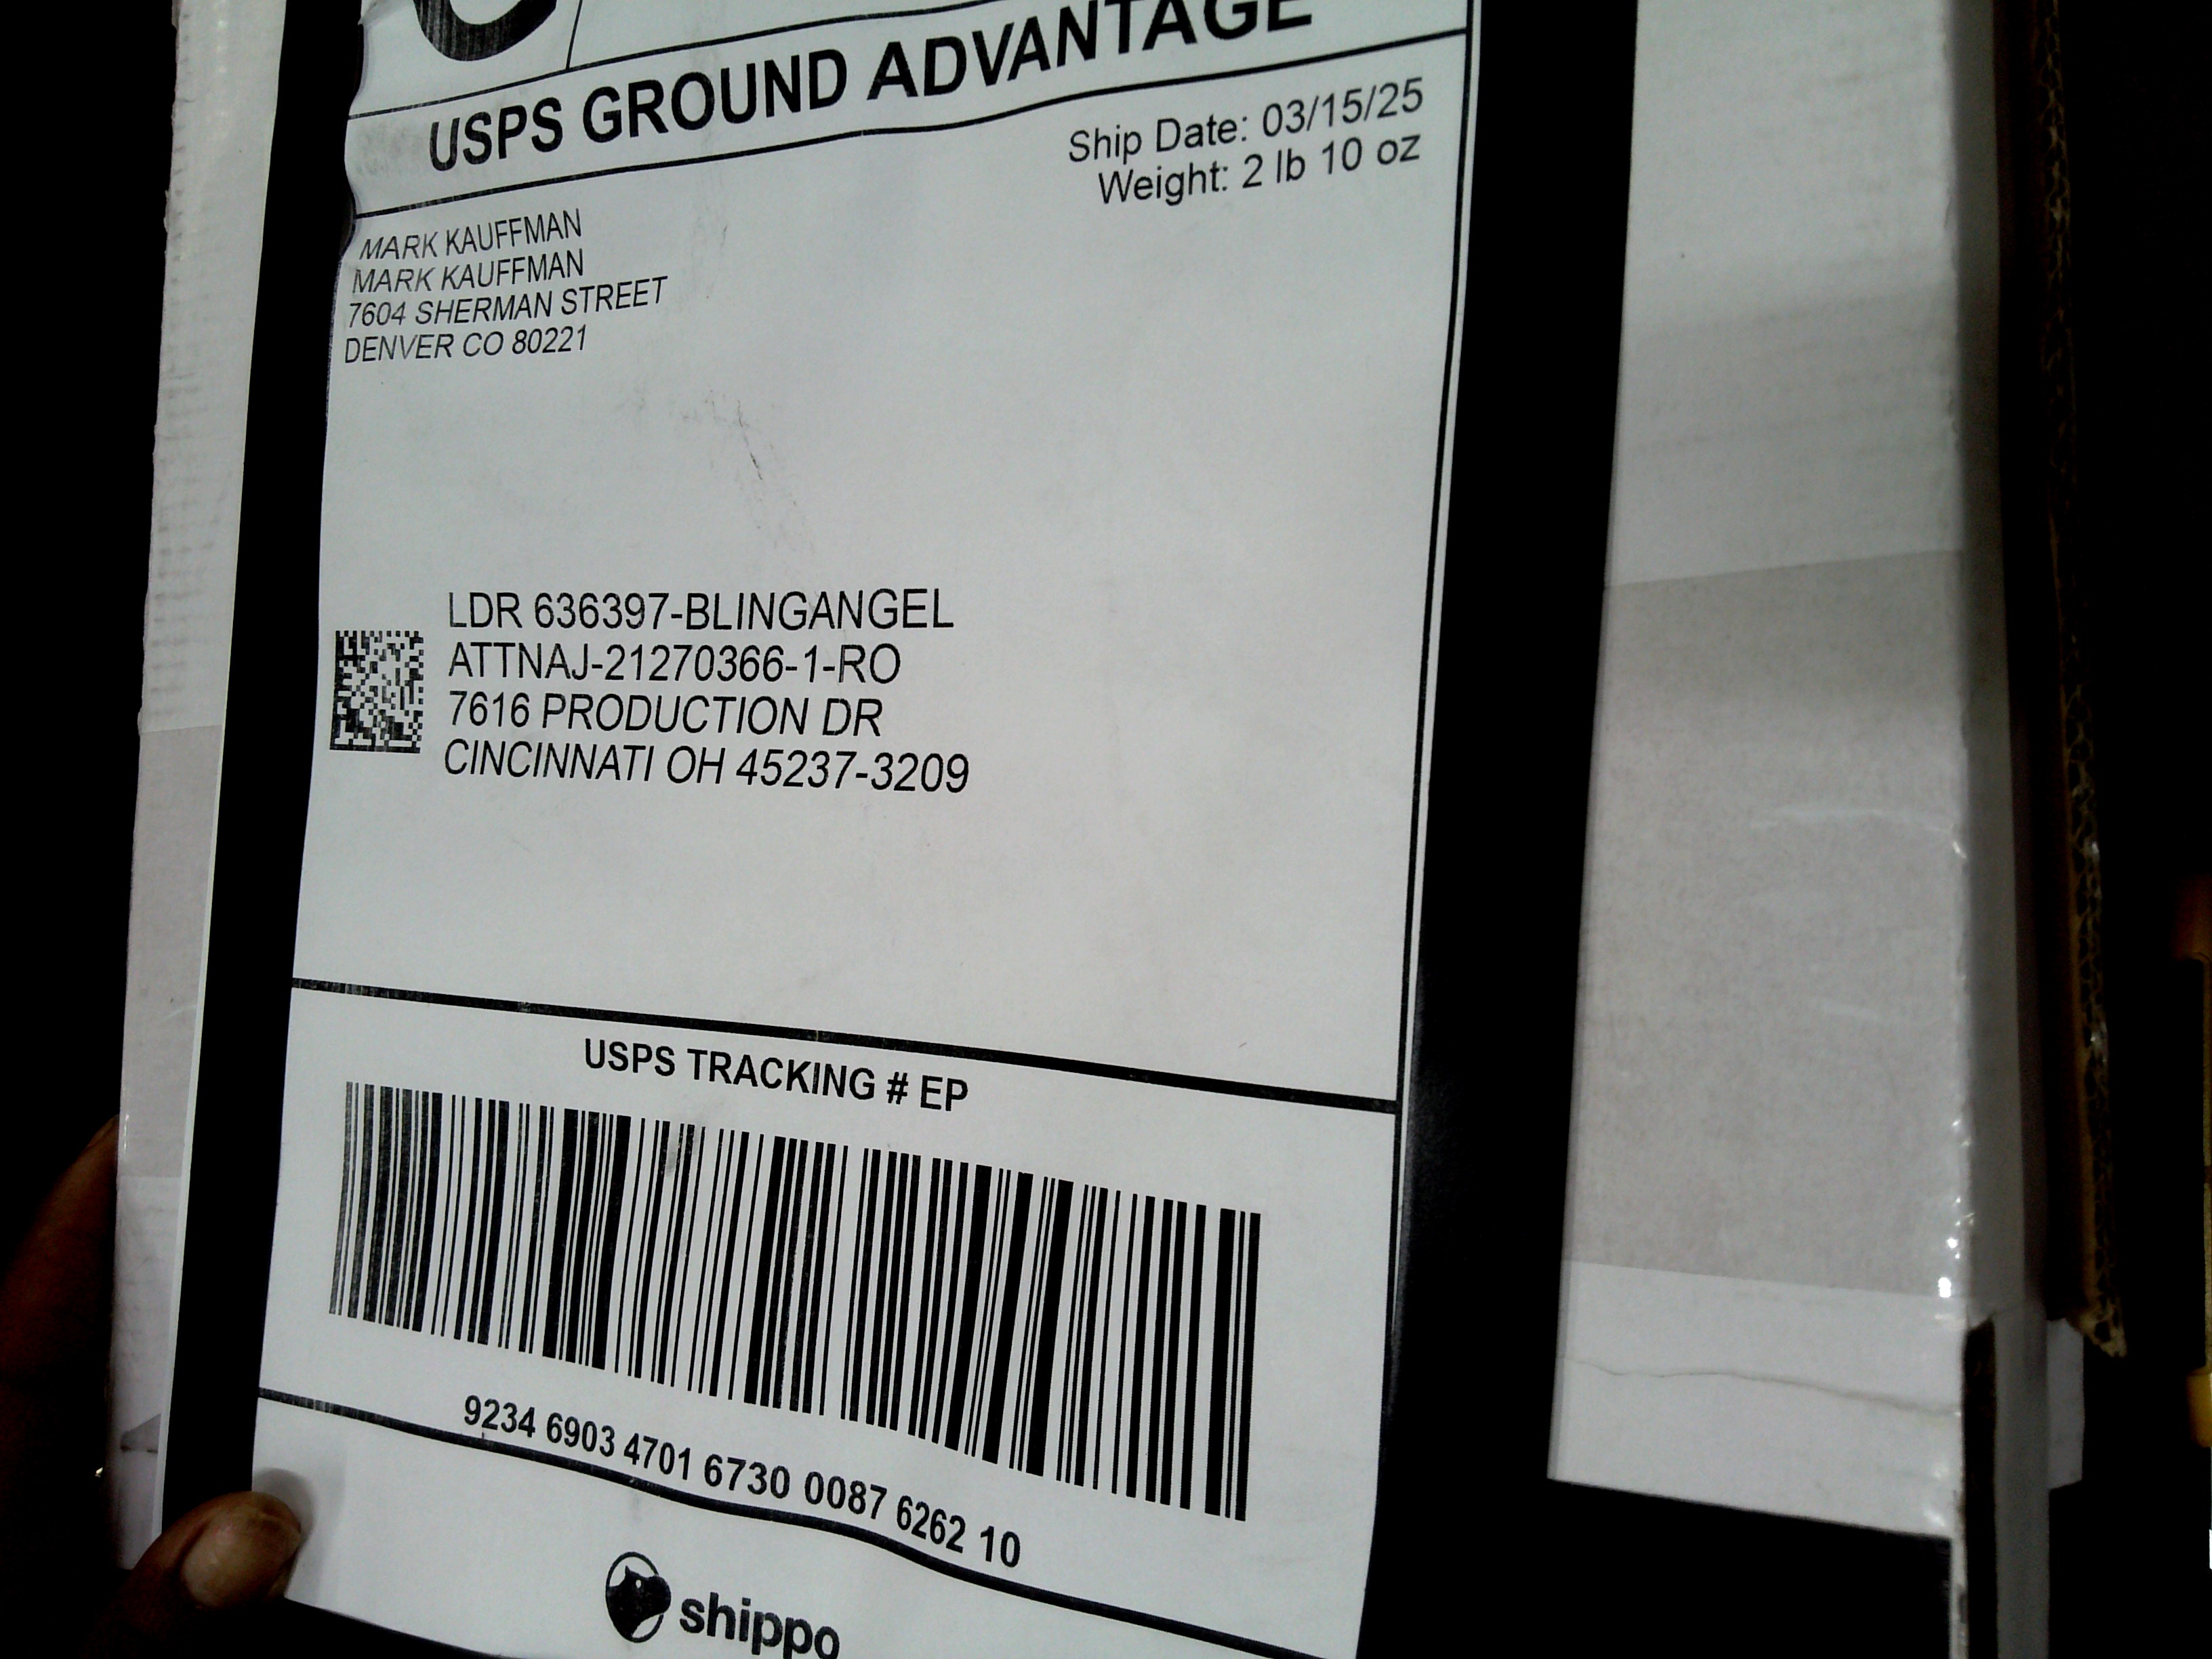 USPS GROUND ADVANTAGE
Ship Date: 03/15/25
Weight: 2 lb 10 oz
MARK KAUFFMAN
MARK KAUFFMAN
7604 SHERMAN STREET
DENVER CO 80221
LDR 636397-BLINGANGEL
ATTNAJ-21270366-1-RO
7616 PRODUCTION DR
CINCINNATI OH 45237-3209
USPS TRACKING # EP
9234 6903 4701 6730 0087 6262 10
shippo